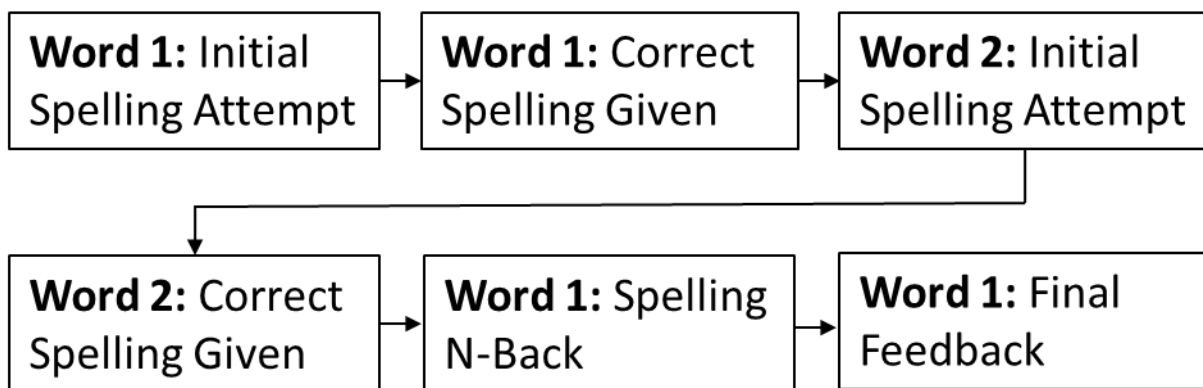 Word 1: Initial
Spelling Attempt
Word 1: Correct
Spelling Given
Word 2: Initial
Spelling Attempt
Word 2: Correct
Spelling Given
Word 1: Spelling
N-Back
Word 1: Final
Feedback